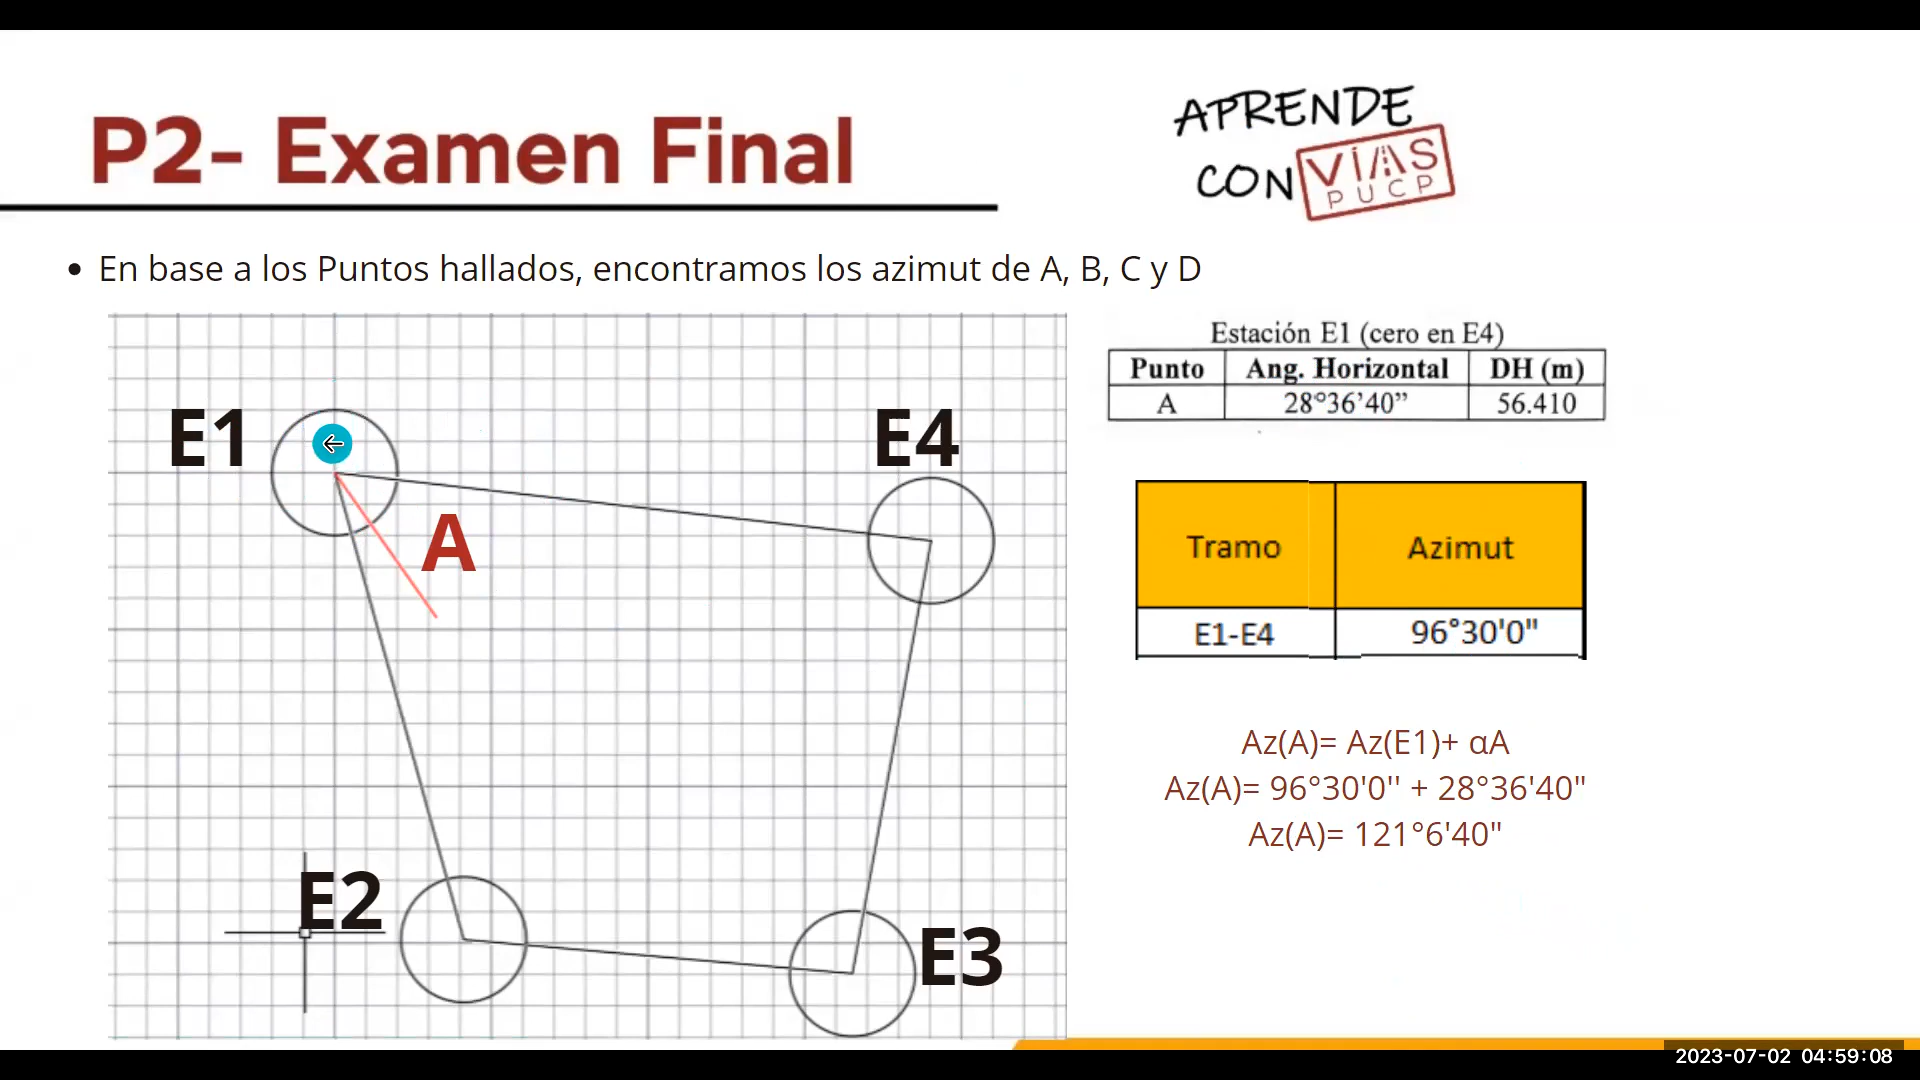 P2- Examen Final
APRENDE
CON VÍAS
PUCP
• En base a los Puntos hallados, encontramos los azimut de A, B, C y D
E1
E4
A
E2
E3
Estación E1 (cero en E4)
Punto Ang. Horizontal DH (m)
A 28°36’40” 56.410
Tramo Azimut
E1-E4 96°30'0"
Az(A)= Az(E1)+ αA
Az(A)= 96°30'0'' + 28°36'40"
Az(A)= 121°6'40"
2023-07-02 04:59:08